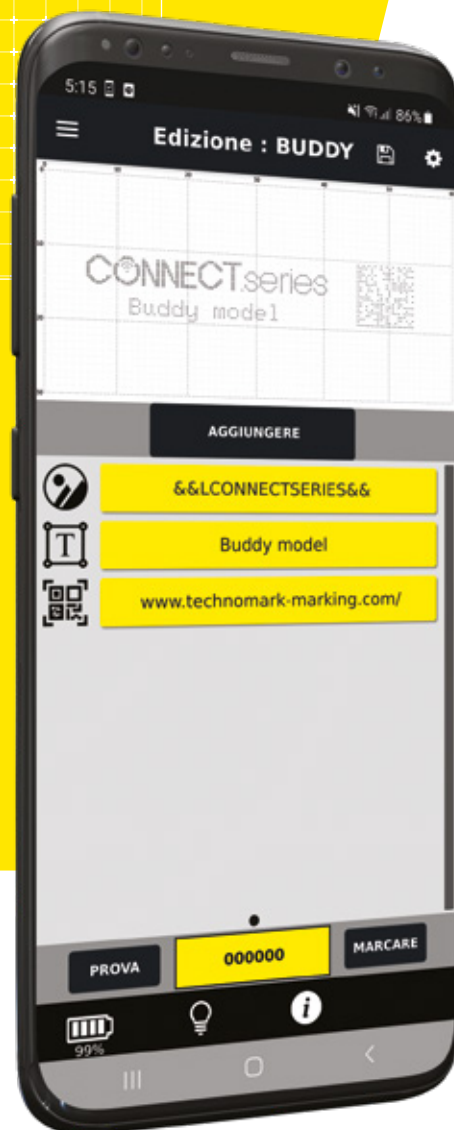 5:15
86%
Edizione : BUDDY
CONNECT.series
Buddy model
AGGIUNGERE
&&LCONNECTSERIES&&
T
Buddy model
www.technomark-marking.com/
PROVA
000000
MARCARE
i
99%